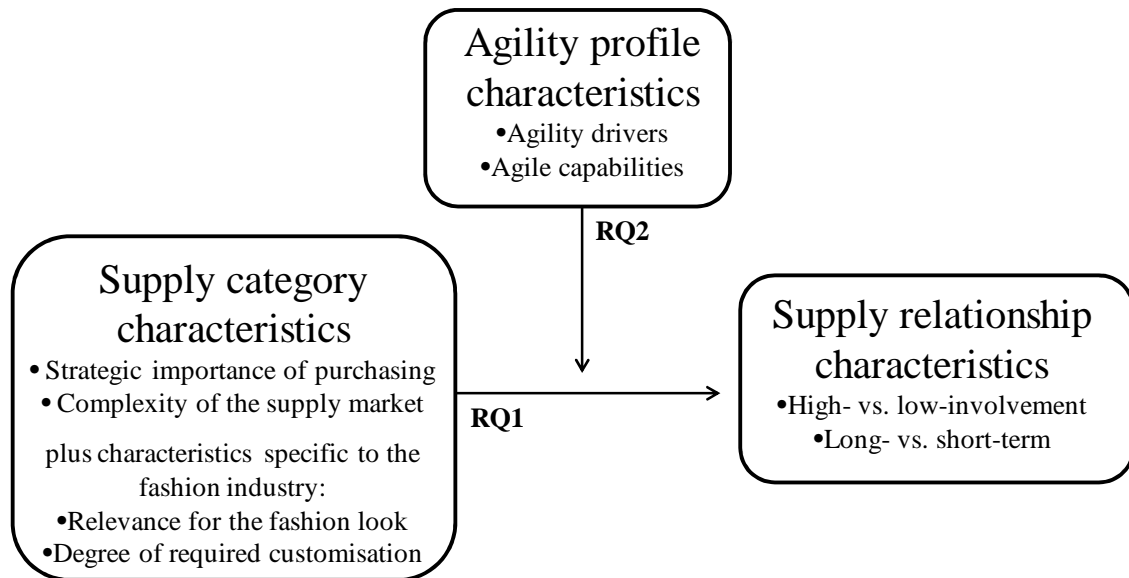 Agility profile
characteristics
•Agility drivers
•Agile capabilities
RQ2
Supply category
characteristics
• Strategic importance of purchasing
• Complexity of the supply market
plus characteristics specific to the
fashion industry:
•Relevance for the fashion look
•Degree of required customisation
RQ1
Supply relationship
characteristics
•High- vs. low-involvement
•Long- vs. short-term